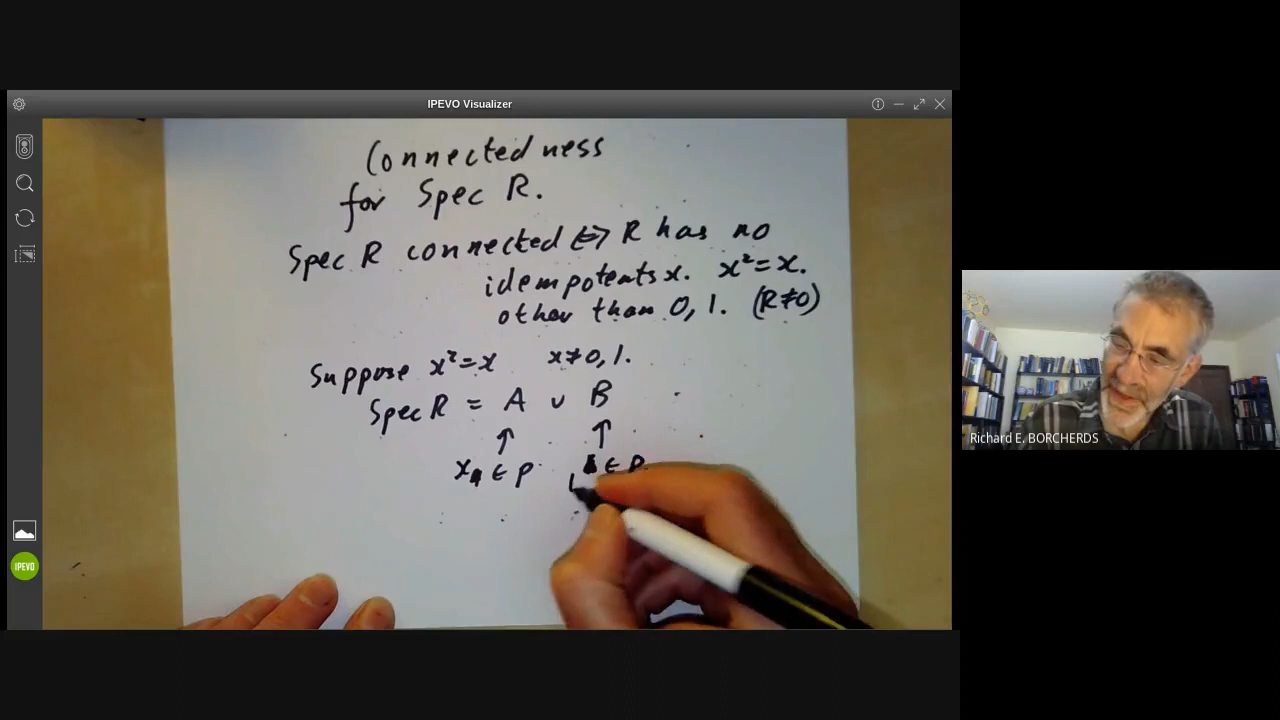 IPEVO Visualizer
Connectedness
for Spec R.
Spec R connected ⇔ R has no
idempotents x. x²=x.
other than 0, 1. (R≠0)
Suppose x²=x x≠0, 1.
Spec R = A ∪ B
↑ ↑
x ∈ P ∈ P
Richard E. BORCHERDS
IPEVO